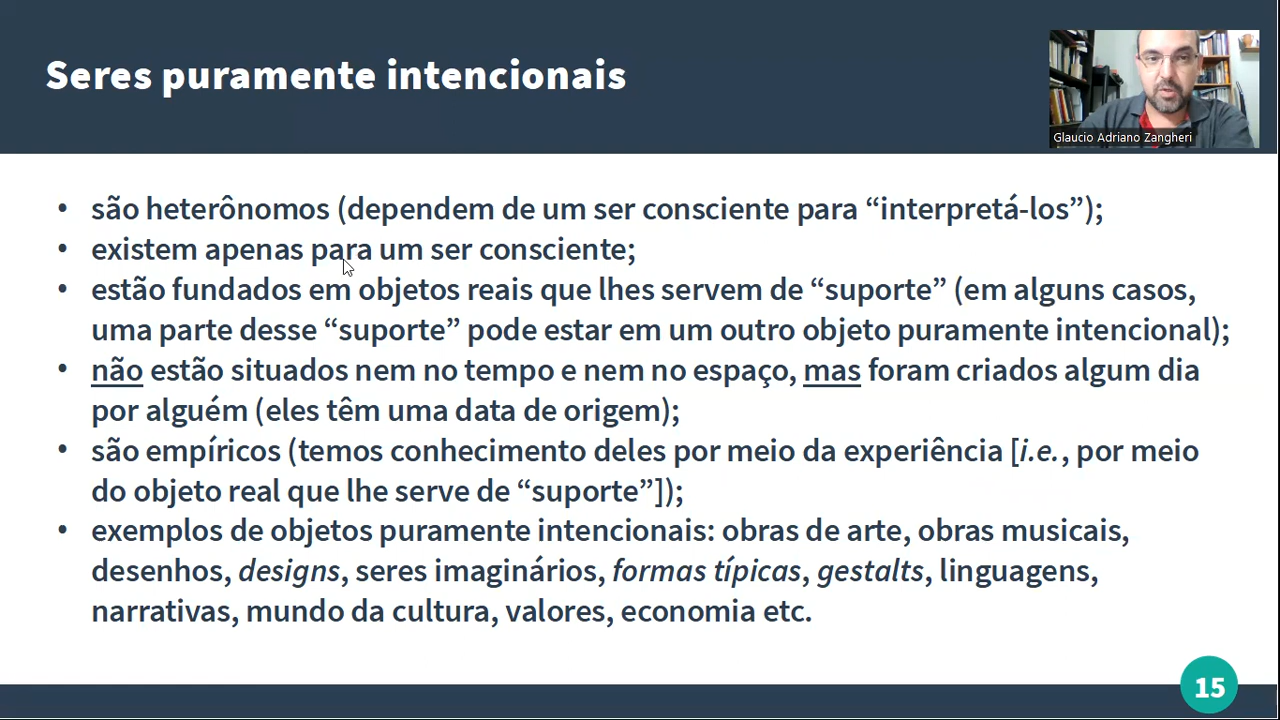 Seres puramente intencionais
Glaucio Adriano Zangheri
• são heterônomos (dependem de um ser consciente para “interpretá-los”);
• existem apenas para um ser consciente;
• estão fundados em objetos reais que lhes servem de “suporte” (em alguns casos,
uma parte desse “suporte” pode estar em um outro objeto puramente intencional);
• não estão situados nem no tempo e nem no espaço, mas foram criados algum dia
por alguém (eles têm uma data de origem);
• são empíricos (temos conhecimento deles por meio da experiência [i.e., por meio
do objeto real que lhe serve de “suporte”]);
• exemplos de objetos puramente intencionais: obras de arte, obras musicais,
desenhos, designs, seres imaginários, formas típicas, gestalts, linguagens,
narrativas, mundo da cultura, valores, economia etc.
15